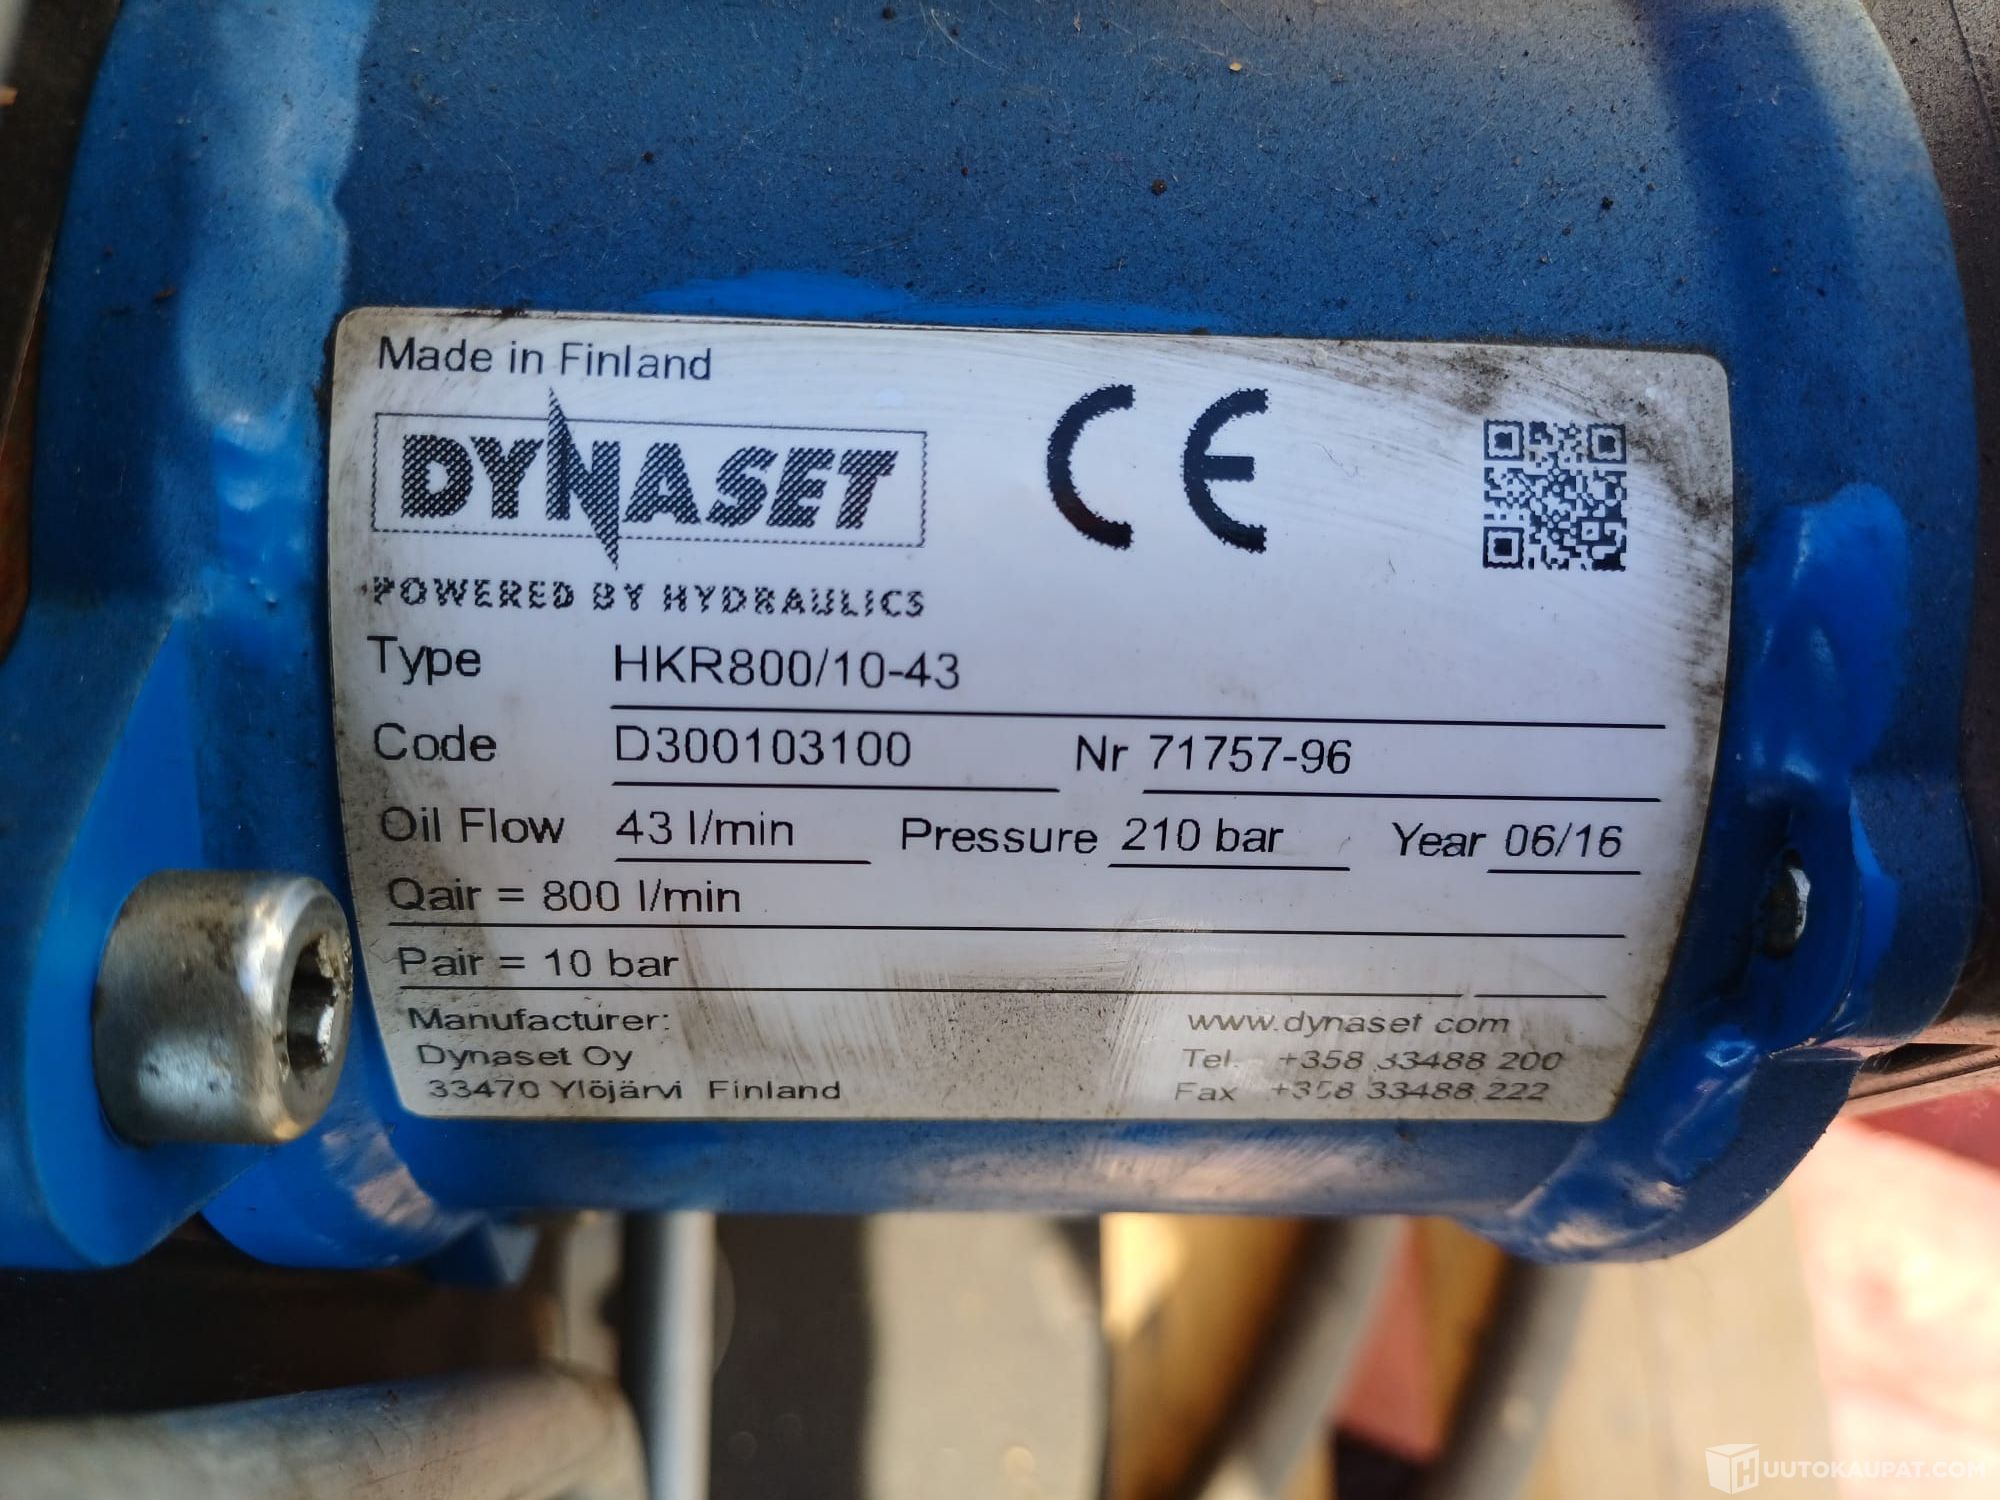 Made in Finland
DYNASET
CE
POWERED BY HYDRAULICS
Type HKR800/10-43
Code D300103100 Nr 71757-96
Oil Flow 43 l/min Pressure 210 bar Year 06/16
Qair = 800 l/min
Pair = 10 bar
Manufacturer: www.dynaset.com
Dynaset Oy Tel. +358 33488 200
33470 Ylöjärvi Finland Fax +358 33488 222
HUUTOKAUPAT.COM